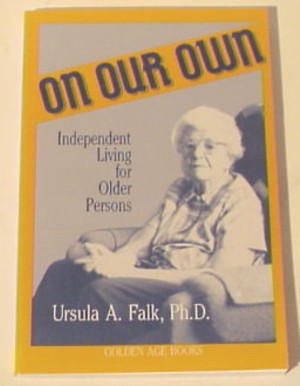 ON OUR OWN
Independent
Living
for
Older
Persons
Ursula A. Falk, Ph.D.
GOLDEN AGE BOOKS